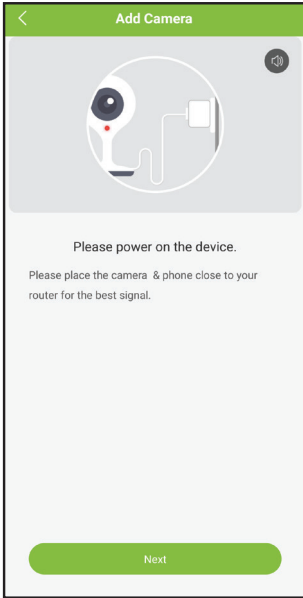 Add Camera
Please power on the device.
Please place the camera & phone close to your
router for the best signal.
Next